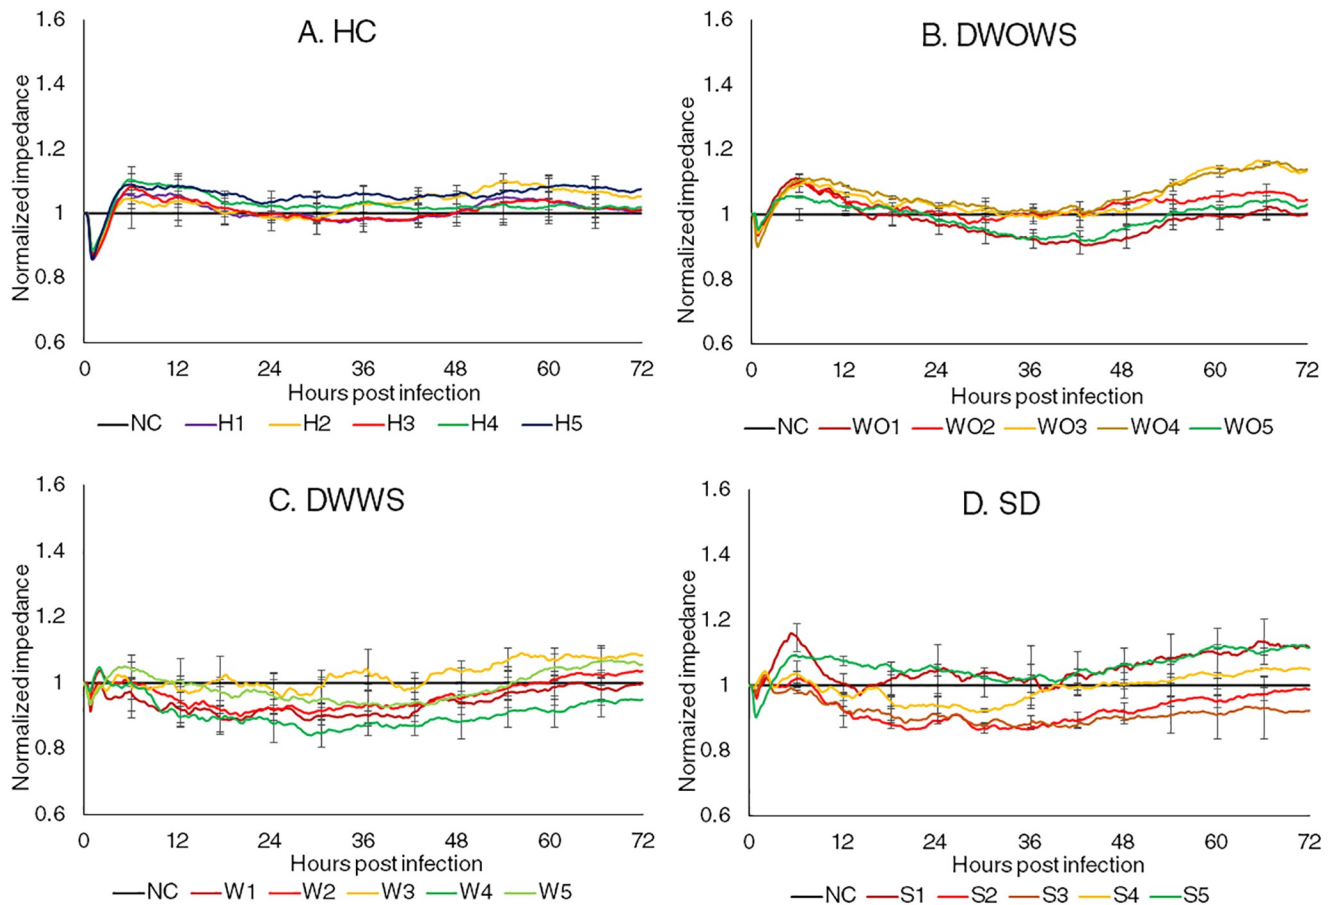 A. HC
Normalized impedance
1.6
1.4
1.2
1
0.8
0.6
0 12 24 36 48 60 72
Hours post infection
NC H1 H2 H3 H4 H5
B. DWOWS
Normalized impedance
1.6
1.4
1.2
1
0.8
0.6
0 12 24 36 48 60 72
Hours post infection
NC WO1 WO2 WO3 WO4 WO5
C. DWWS
Normalized impedance
1.6
1.4
1.2
1
0.8
0.6
0 12 24 36 48 60 72
Hours post infection
NC W1 W2 W3 W4 W5
D. SD
Normalized impedance
1.6
1.4
1.2
1
0.8
0.6
0 12 24 36 48 60 72
Hours post infection
NC S1 S2 S3 S4 S5